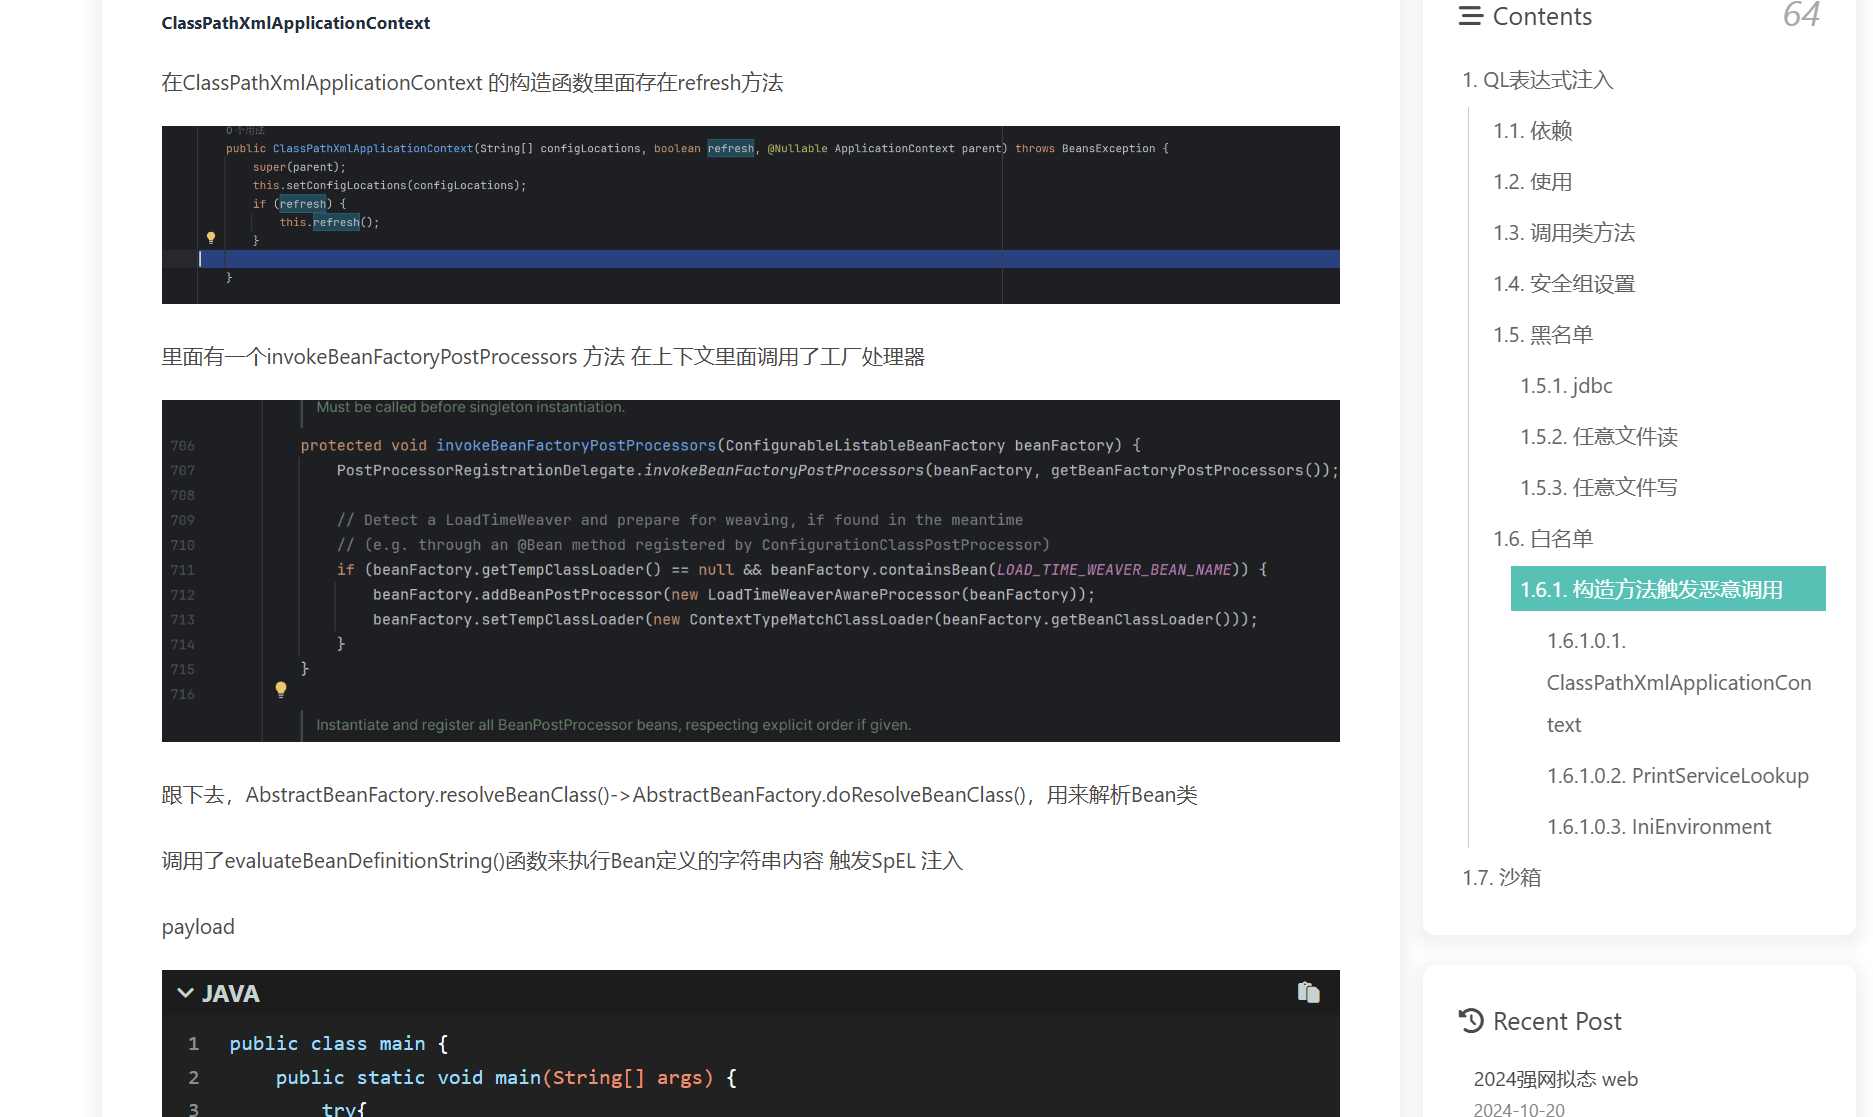 ClassPathXmlApplicationContext
在ClassPathXmlApplicationContext 的构造函数里面存在refresh方法
0 个用法
public ClassPathXmlApplicationContext(String[] configLocations, boolean refresh, @Nullable ApplicationContext parent) throws BeansException {
super(parent);
this.setConfigLocations(configLocations);
if (refresh) {
this.refresh();
}
}
里面有一个invokeBeanFactoryPostProcessors 方法 在上下文里面调用了工厂处理器
Must be called before singleton instantiation.
706 protected void invokeBeanFactoryPostProcessors(ConfigurableListableBeanFactory beanFactory) {
707 PostProcessorRegistrationDelegate.invokeBeanFactoryPostProcessors(beanFactory, getBeanFactoryPostProcessors());
708
709 // Detect a LoadTimeWeaver and prepare for weaving, if found in the meantime
710 // (e.g. through an @Bean method registered by ConfigurationClassPostProcessor)
711 if (beanFactory.getTempClassLoader() == null && beanFactory.containsBean(LOAD_TIME_WEAVER_BEAN_NAME)) {
712 beanFactory.addBeanPostProcessor(new LoadTimeWeaverAwareProcessor(beanFactory));
713 beanFactory.setTempClassLoader(new ContextTypeMatchClassLoader(beanFactory.getBeanClassLoader()));
714 }
715 }
716
Instantiate and register all BeanPostProcessor beans, respecting explicit order if given.
跟下去，AbstractBeanFactory.resolveBeanClass()->AbstractBeanFactory.doResolveBeanClass()，用来解析Bean类
调用了evaluateBeanDefinitionString()函数来执行Bean定义的字符串内容 触发SpEL 注入
payload
JAVA
1 public class main {
2 public static void main(String[] args) {
3 try{
Contents 64
1. QL表达式注入
1.1. 依赖
1.2. 使用
1.3. 调用类方法
1.4. 安全组设置
1.5. 黑名单
1.5.1. jdbc
1.5.2. 任意文件读
1.5.3. 任意文件写
1.6. 白名单
1.6.1. 构造方法触发恶意调用
1.6.1.0.1.
ClassPathXmlApplicationCon
text
1.6.1.0.2. PrintServiceLookup
1.6.1.0.3. IniEnvironment
1.7. 沙箱
Recent Post
2024强网拟态 web
2024-10-20